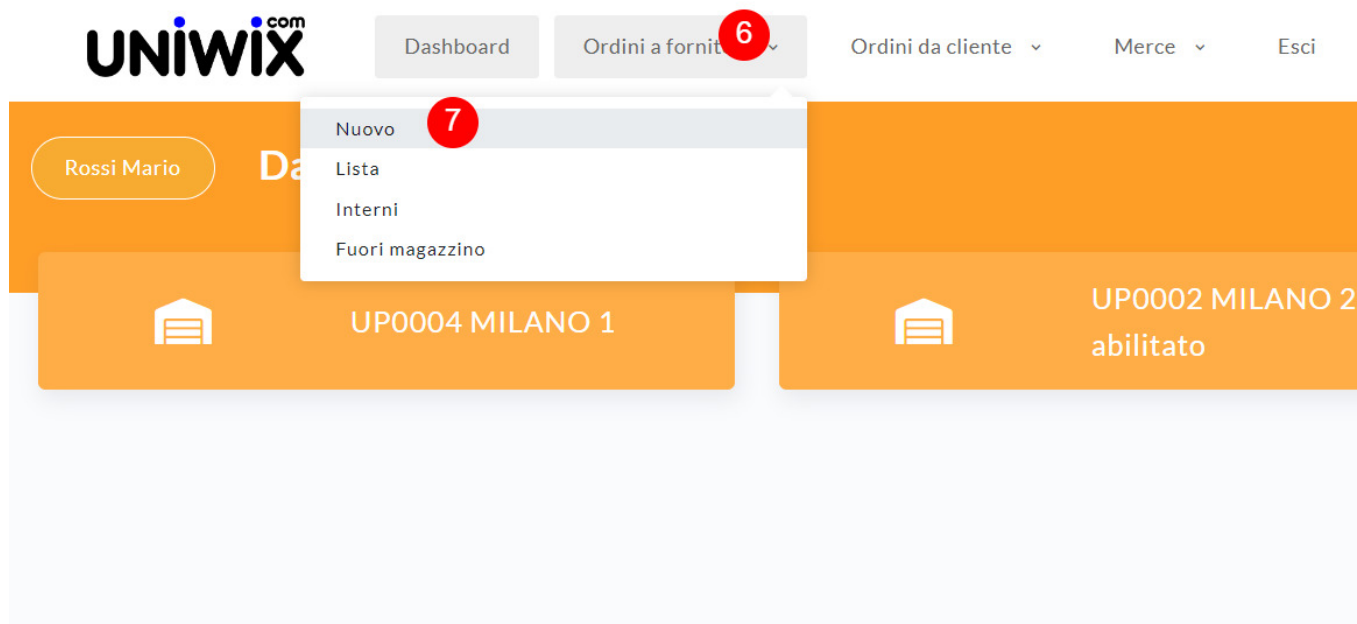 UNiWiX com
Dashboard
Ordini a fornit
6
Ordini da cliente
Merce
Esci
Nuovo
7
Lista
Interni
Fuori magazzino
Rossi Mario
Da
UP0004 MILANO 1
UP0002 MILANO 2
abilitato